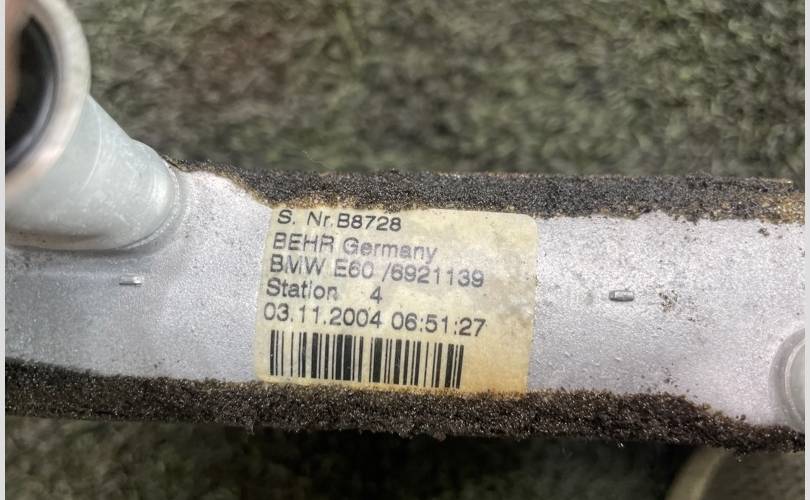 S. Nr.B8728
BEHR Germany
BMW E60 /6921139
Station 4
03.11.2004 06:51:27